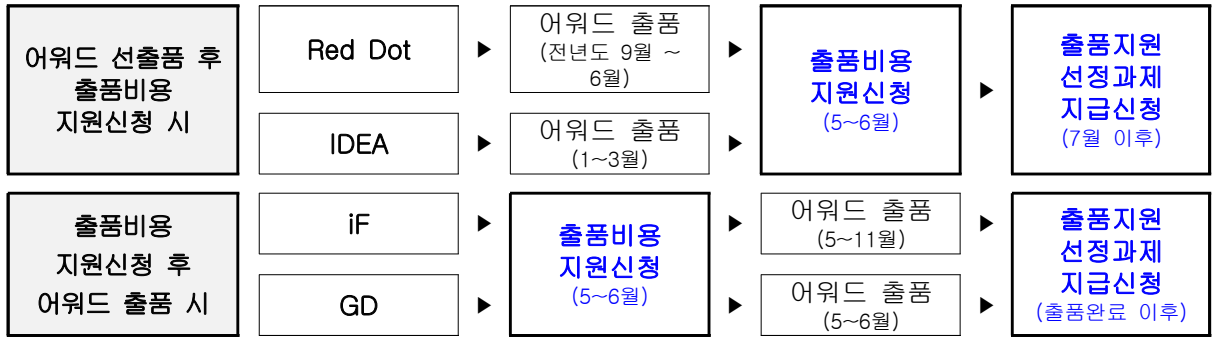 어워드 선출품 후
출품비용
지원신청 시
Red Dot
▶
어워드 출품
(전년도 9월 ~
6월)
▶
출품비용
지원신청
(5~6월)
▶
출품지원
선정과제
지급신청
(7월 이후)
IDEA
▶
어워드 출품
(1~3월)
▶
출품비용
지원신청 후
어워드 출품 시
iF
▶
출품비용
지원신청
(5~6월)
▶
어워드 출품
(5~11월)
▶
출품지원
선정과제
지급신청
(출품완료 이후)
GD
▶
▶
어워드 출품
(5~6월)
▶